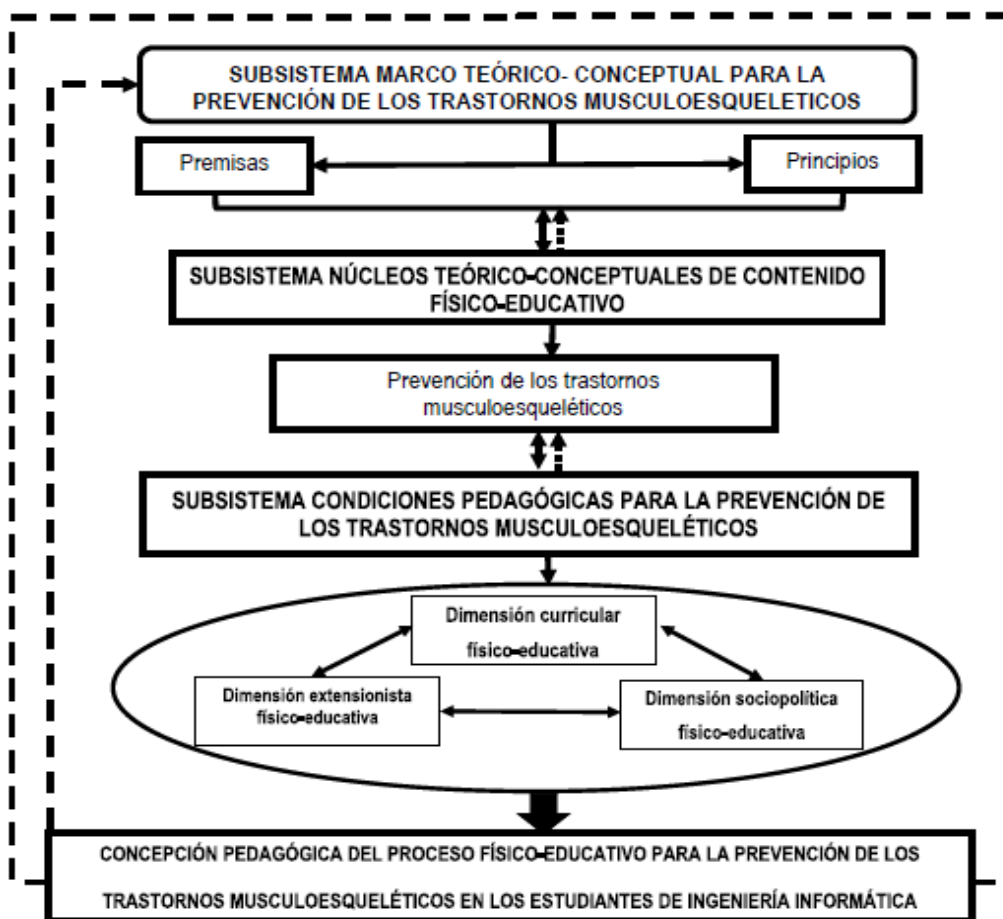 SUBSISTEMA MARCO TEÓRICO- CONCEPTUAL PARA LA
PREVENCIÓN DE LOS TRASTORNOS MUSCULOESQUELETICOS
Premisas
Principios
SUBSISTEMA NÚCLEOS TEÓRICO-CONCEPTUALES DE CONTENIDO
FÍSICO-EDUCATIVO
Prevención de los trastornos
musculoesqueléticos
SUBSISTEMA CONDICIONES PEDAGÓGICAS PARA LA PREVENCIÓN DE
LOS TRASTORNOS MUSCULOESQUELÉTICOS
Dimensión curricular
físico-educativa
Dimensión extensionista
físico-educativa
Dimensión sociopolítica
físico-educativa
CONCEPCIÓN PEDAGÓGICA DEL PROCESO FÍSICO-EDUCATIVO PARA LA PREVENCIÓN DE LOS
TRASTORNOS MUSCULOESQUELÉTICOS EN LOS ESTUDIANTES DE INGENIERÍA INFORMÁTICA